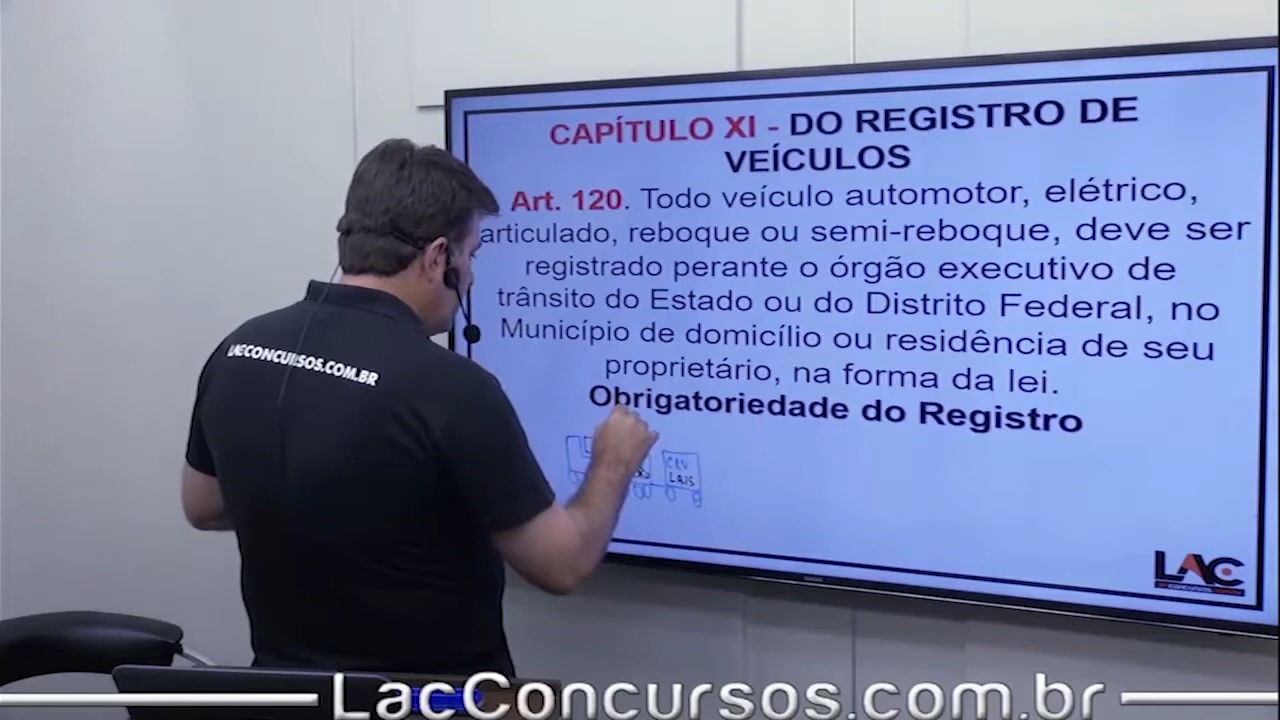 CAPÍTULO XI - DO REGISTRO DE
VEÍCULOS
Art. 120. Todo veículo automotor, elétrico,
articulado, reboque ou semi-reboque, deve ser
registrado perante o órgão executivo de
trânsito do Estado ou do Distrito Federal, no
Município de domicílio ou residência de seu
proprietário, na forma da lei.
Obrigatoriedade do Registro
CRV
LACCONCURSOS.COM.BR
LAC
LacConcursos.com.br